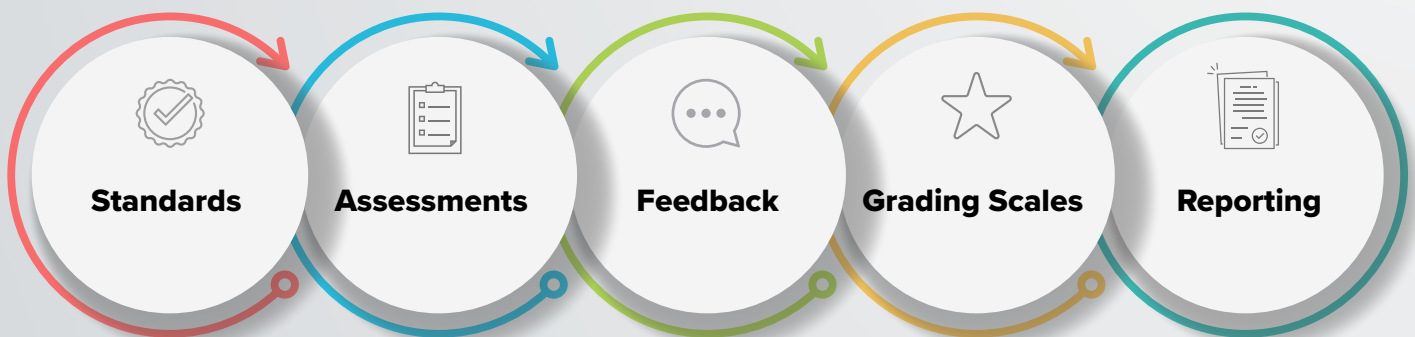 Standards
Assessments
Feedback
Grading Scales
Reporting